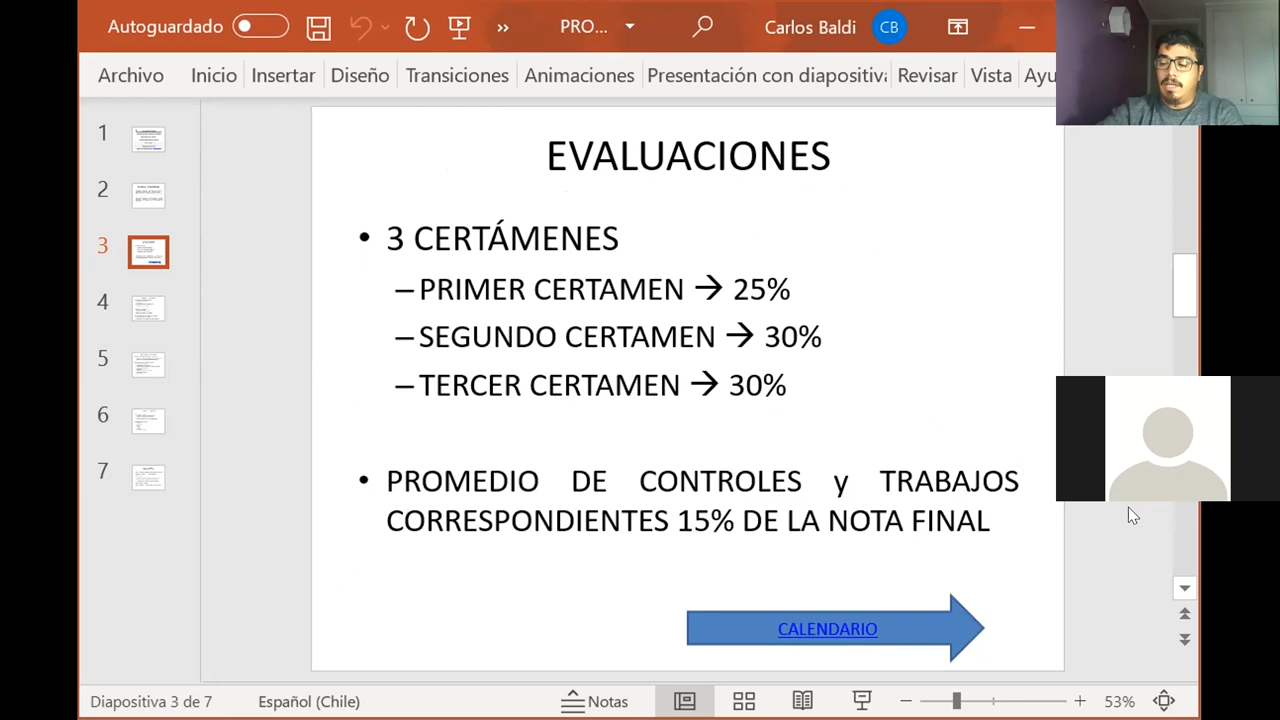 Autoguardado
»
PRO...
Carlos Baldi
CB
Archivo
Inicio
Insertar
Diseño
Transiciones
Animaciones
Presentación con diapositiva
Revisar
Vista
Ayu
1
2
3
4
5
6
7
EVALUACIONES
• 3 CERTÁMENES
– PRIMER CERTAMEN → 25%
– SEGUNDO CERTAMEN → 30%
– TERCER CERTAMEN → 30%
• PROMEDIO DE CONTROLES y TRABAJOS
CORRESPONDIENTES 15% DE LA NOTA FINAL
CALENDARIO
Diapositiva 3 de 7
Español (Chile)
Notas
53%